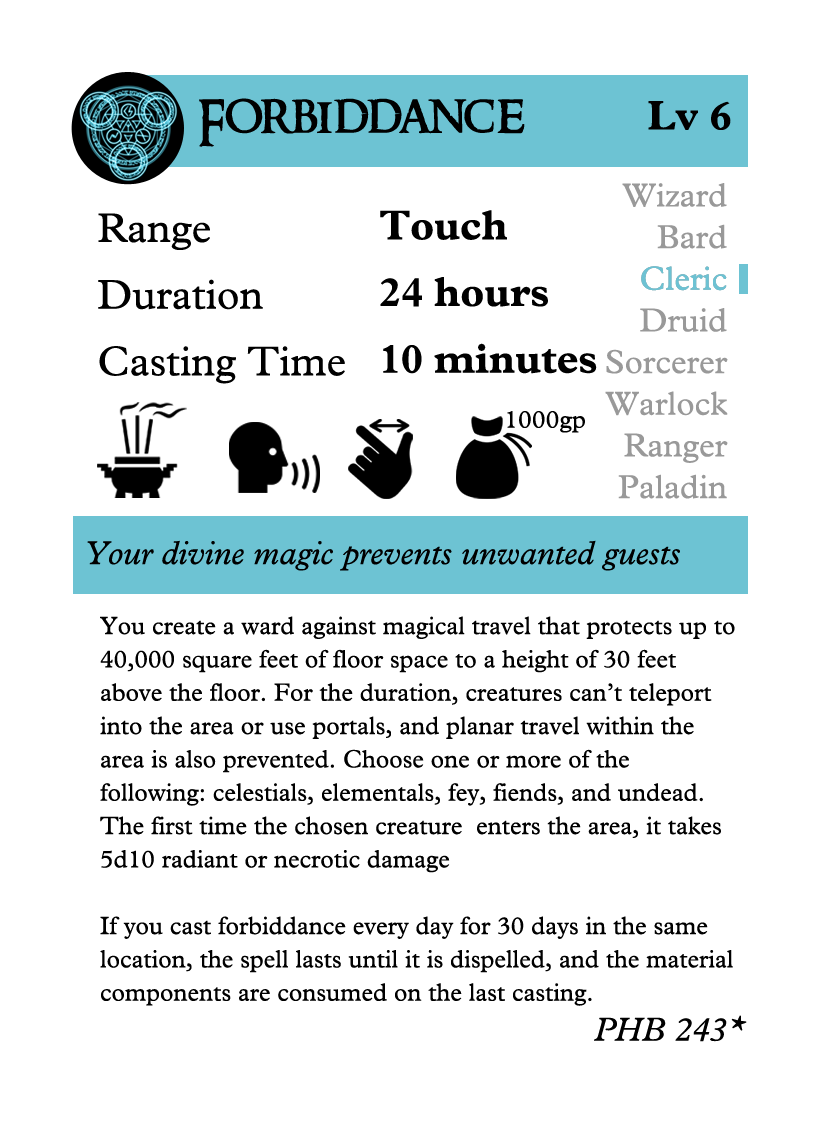 FORBIDDANCE
Lv 6
Range Touch
Duration 24 hours
Casting Time 10 minutes
Wizard
Bard
Cleric
Druid
Sorcerer
Warlock
Ranger
Paladin
1000gp
Your divine magic prevents unwanted guests
You create a ward against magical travel that protects up to
40,000 square feet of floor space to a height of 30 feet
above the floor. For the duration, creatures can’t teleport
into the area or use portals, and planar travel within the
area is also prevented. Choose one or more of the
following: celestials, elementals, fey, fiends, and undead.
The first time the chosen creature  enters the area, it takes
5d10 radiant or necrotic damage
If you cast forbiddance every day for 30 days in the same
location, the spell lasts until it is dispelled, and the material
components are consumed on the last casting.
PHB 243*